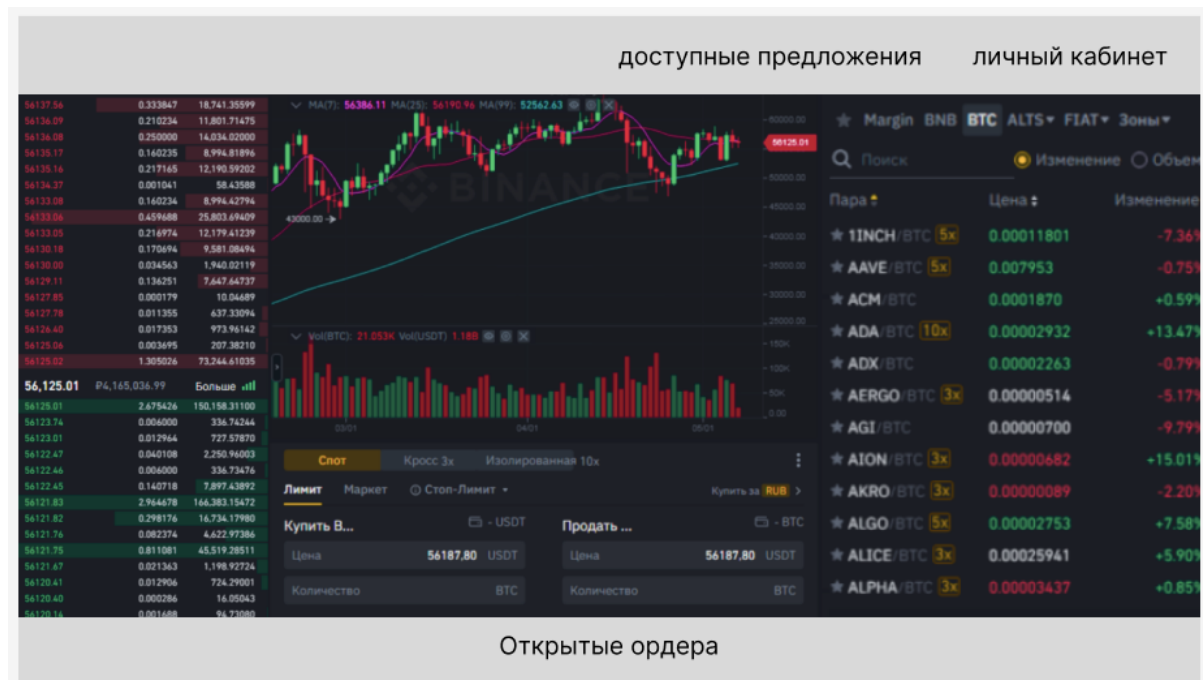 доступные предложения личный кабинет
56137.56 0.333847 18,741.35599
56136.09 0.210234 11,801.71475
56136.08 0.250000 14,034.02000
56135.17 0.160235 8,994.81896
56135.16 0.217165 12,190.59202
56134.37 0.001041 58.43588
56133.08 0.160234 8,994.42794
56133.06 0.459688 25,803.69409
56133.05 0.216974 12,179.41239
56130.18 0.170694 9,581.08494
56130.00 0.034563 1,940.02119
56129.11 0.136251 7,647.64737
56127.85 0.000179 10.04689
56127.78 0.011355 637.33094
56126.40 0.017353 973.96142
56125.06 0.003695 207.38210
56125.02 1.305026 73,244.61035
56,125.01 ₽4,165,036.99 Больше
56125.01 2.675426 150,158.31100
56123.74 0.006000 336.74244
56123.01 0.012964 727.57870
56122.47 0.040108 2,250.96003
56122.46 0.006000 336.73476
56122.45 0.140718 7,897.43892
56121.83 2.964678 166,383.15472
56121.82 0.298176 16,734.17980
56121.76 0.082374 4,622.97386
56121.75 0.811081 45,519.28511
56121.67 0.021363 1,198.92724
56120.41 0.012906 724.29001
56120.40 0.000286 16.05043
56120.14 0.001688 94.73080
MA(7): 56386.11 MA(25): 56190.96 MA(99): 52562.63
60000.00
56125.01
50000.00
BINANCE
45000.00
43000.00
40000.00
35000.00
30000.00
25000.00
Vol(BTC): 21.053K Vol(USDT) 1.18B
150K
100K
50K
0.00
03/01 04/01 05/01
Спот Кросс 3x Изолированная 10x
Лимит Маркет Стоп-Лимит Купить за RUB
Купить B... - USDT Продать ... - BTC
Цена 56187,80 USDT Цена 56187,80 USDT
Количество BTC Количество BTC
Margin BNB BTC ALTS FIAT Зоны
Поиск Изменение Объем
Пара Цена Изменение
1INCH/BTC 5x 0.00011801 -7.36%
AAVE/BTC 5x 0.007953 -0.75%
ACM/BTC 0.0001870 +0.59%
ADA/BTC 10x 0.00002932 +13.47%
ADX/BTC 0.00002263 -0.79%
AERGO/BTC 3x 0.00000514 -5.17%
AGI/BTC 0.00000700 -9.79%
AION/BTC 3x 0.00000682 +15.01%
AKRO/BTC 3x 0.00000089 -2.20%
ALGO/BTC 5x 0.00002753 +7.58%
ALICE/BTC 3x 0.00025941 +5.90%
ALPHA/BTC 3x 0.00003437 +0.85%
Открытые ордера